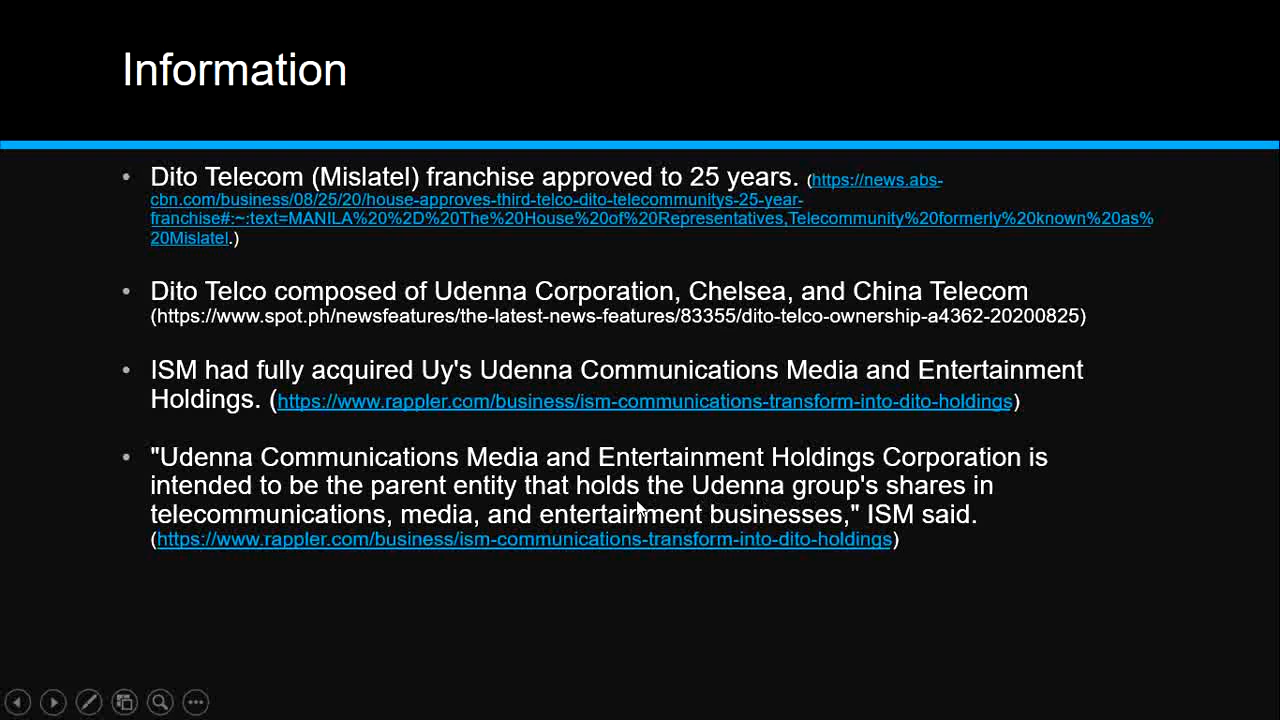 Information
• Dito Telecom (Mislatel) franchise approved to 25 years. (https://news.abs-
cbn.com/business/08/25/20/house-approves-third-telco-dito-telecommunitys-25-year-
franchise#:~:text=MANILA%20%2D%20The%20House%20of%20Representatives,Telecommunity%20formerly%20known%20as%
20Mislatel.)
• Dito Telco composed of Udenna Corporation, Chelsea, and China Telecom
(https://www.spot.ph/newsfeatures/the-latest-news-features/83355/dito-telco-ownership-a4362-20200825)
• ISM had fully acquired Uy's Udenna Communications Media and Entertainment
Holdings. (https://www.rappler.com/business/ism-communications-transform-into-dito-holdings)
• "Udenna Communications Media and Entertainment Holdings Corporation is
intended to be the parent entity that holds the Udenna group's shares in
telecommunications, media, and entertainment businesses," ISM said.
(https://www.rappler.com/business/ism-communications-transform-into-dito-holdings)